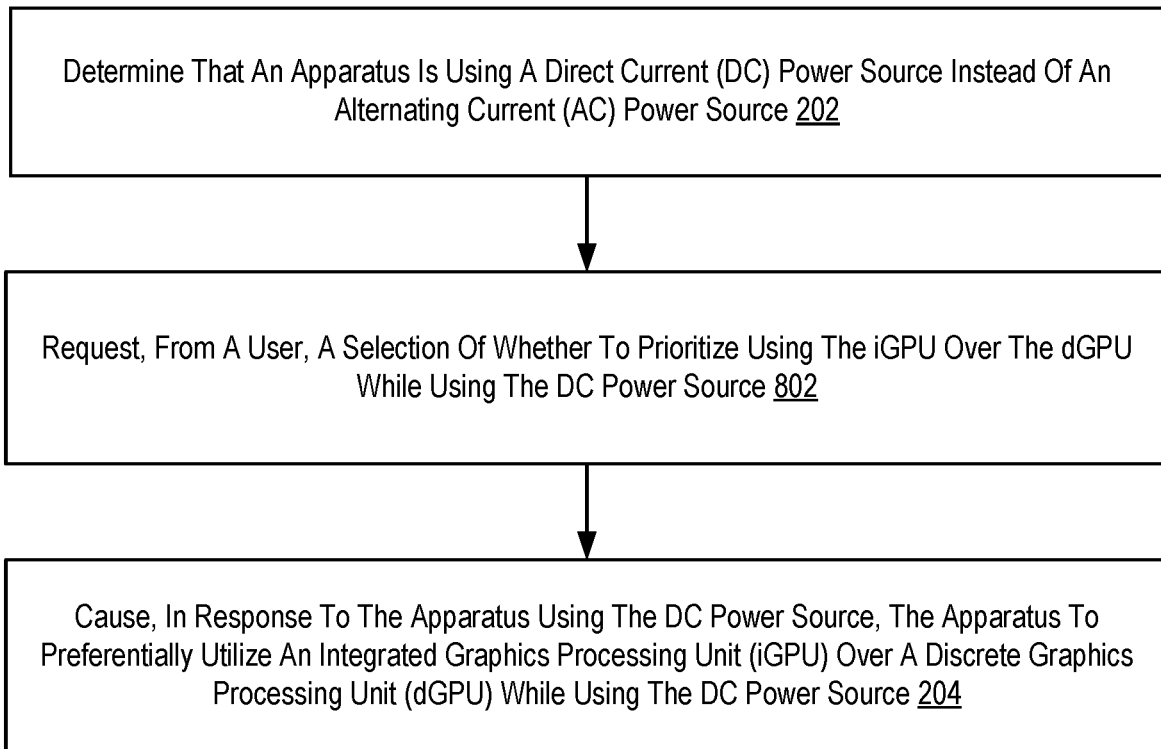 Determine That An Apparatus Is Using A Direct Current (DC) Power Source Instead Of An
Alternating Current (AC) Power Source 202
Request, From A User, A Selection Of Whether To Prioritize Using The iGPU Over The dGPU
While Using The DC Power Source 802
Cause, In Response To The Apparatus Using The DC Power Source, The Apparatus To
Preferentially Utilize An Integrated Graphics Processing Unit (iGPU) Over A Discrete Graphics
Processing Unit (dGPU) While Using The DC Power Source 204